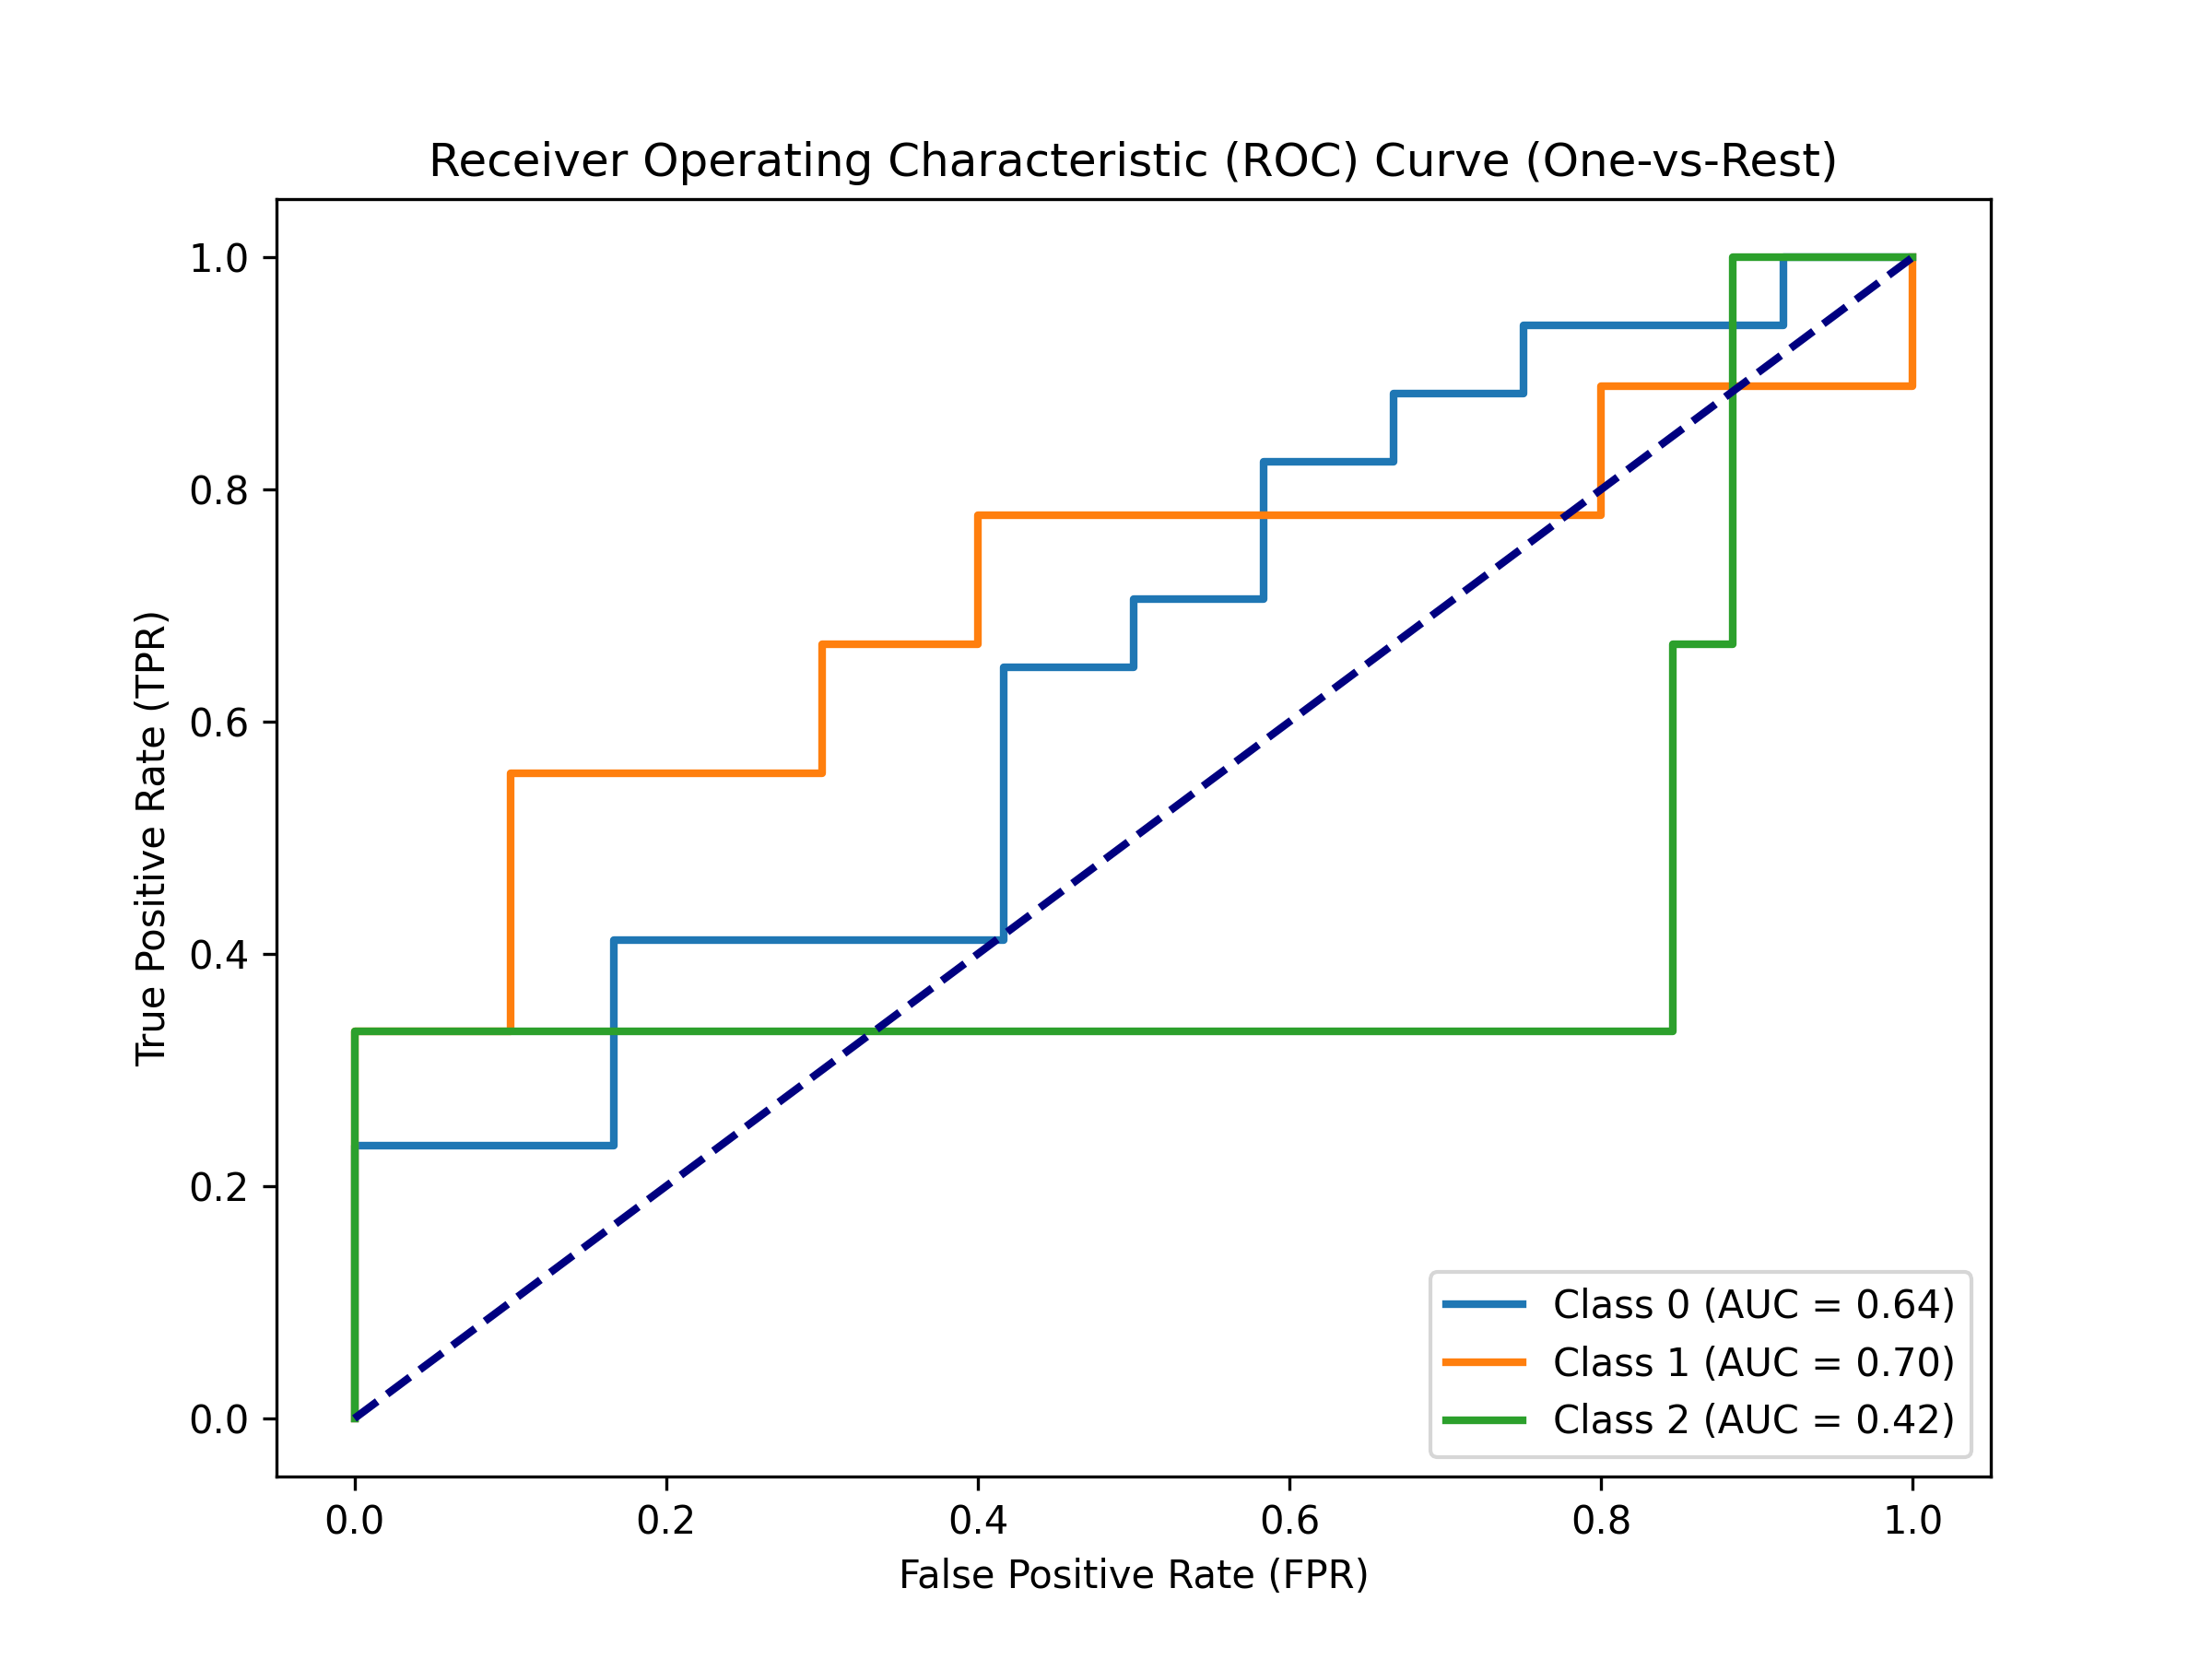 Receiver Operating Characteristic (ROC) Curve (One-vs-Rest)
1.0
0.8
0.6
0.4
0.2
0.0
True Positive Rate (TPR)
Class 0 (AUC = 0.64)
Class 1 (AUC = 0.70)
Class 2 (AUC = 0.42)
0.0 0.2 0.4 0.6 0.8 1.0
False Positive Rate (FPR)